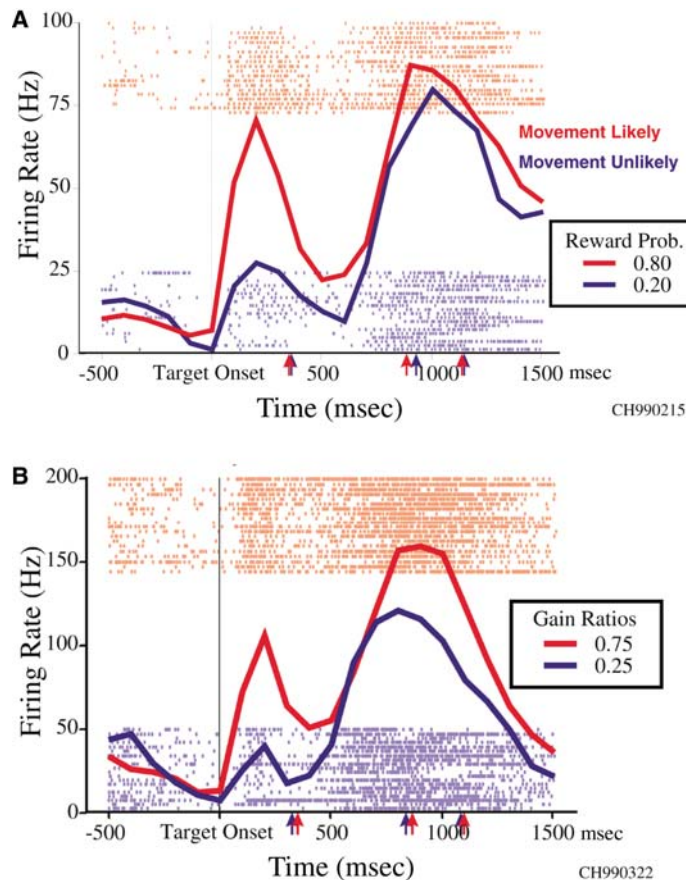 A
100
75
50
25
0
Firing Rate (Hz)
Movement Likely
Movement Unlikely
Reward Prob.
0.80
0.20
-500 Target Onset 500 1000 1500 msec
Time (msec)
CH990215
B
200
150
100
50
0
Firing Rate (Hz)
Gain Ratios
0.75
0.25
-500 Target Onset 500 1000 1500 msec
Time (msec)
CH990322